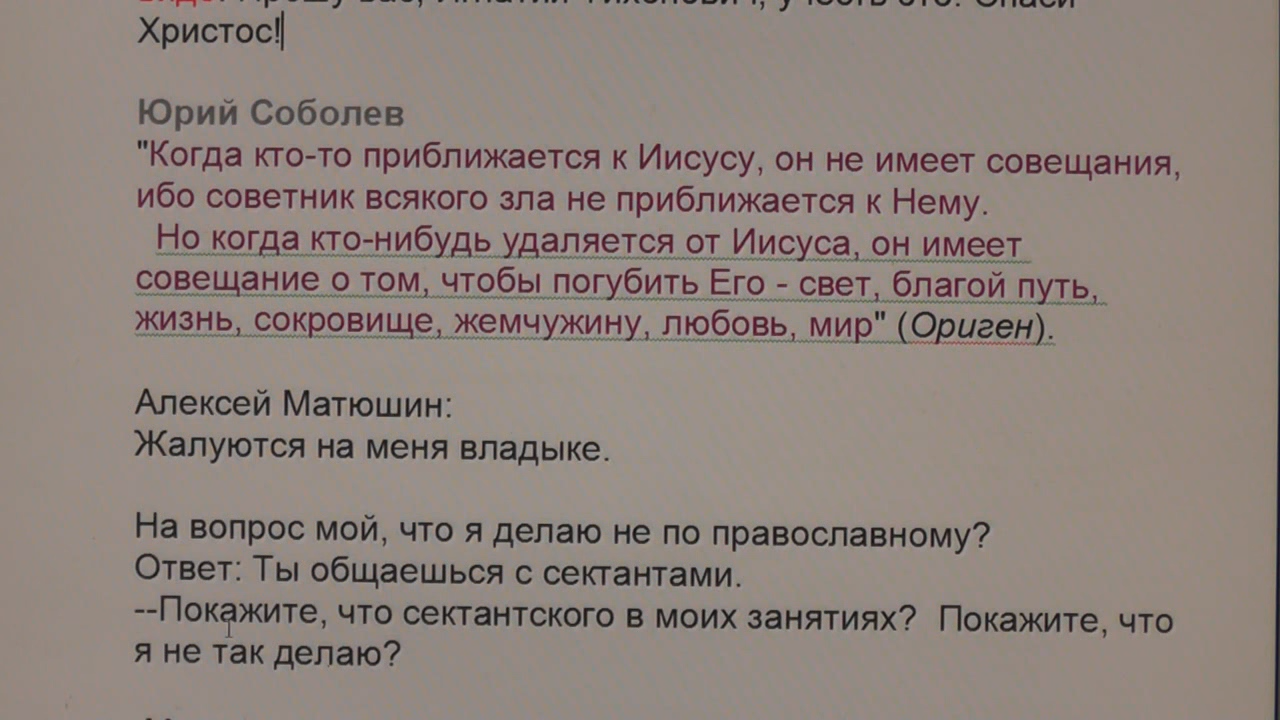 Христос!
Юрий Соболев
"Когда кто-то приближается к Иисусу, он не имеет совещания,
ибо советник всякого зла не приближается к Нему.
Но когда кто-нибудь удаляется от Иисуса, он имеет
совещание о том, чтобы погубить Его - свет, благой путь,
жизнь, сокровище, жемчужину, любовь, мир" (Ориген).
Алексей Матюшин:
Жалуются на меня владыке.
На вопрос мой, что я делаю не по православному?
Ответ: Ты общаешься с сектантами.
--Покажите, что сектантского в моих занятиях? Покажите, что
я не так делаю?